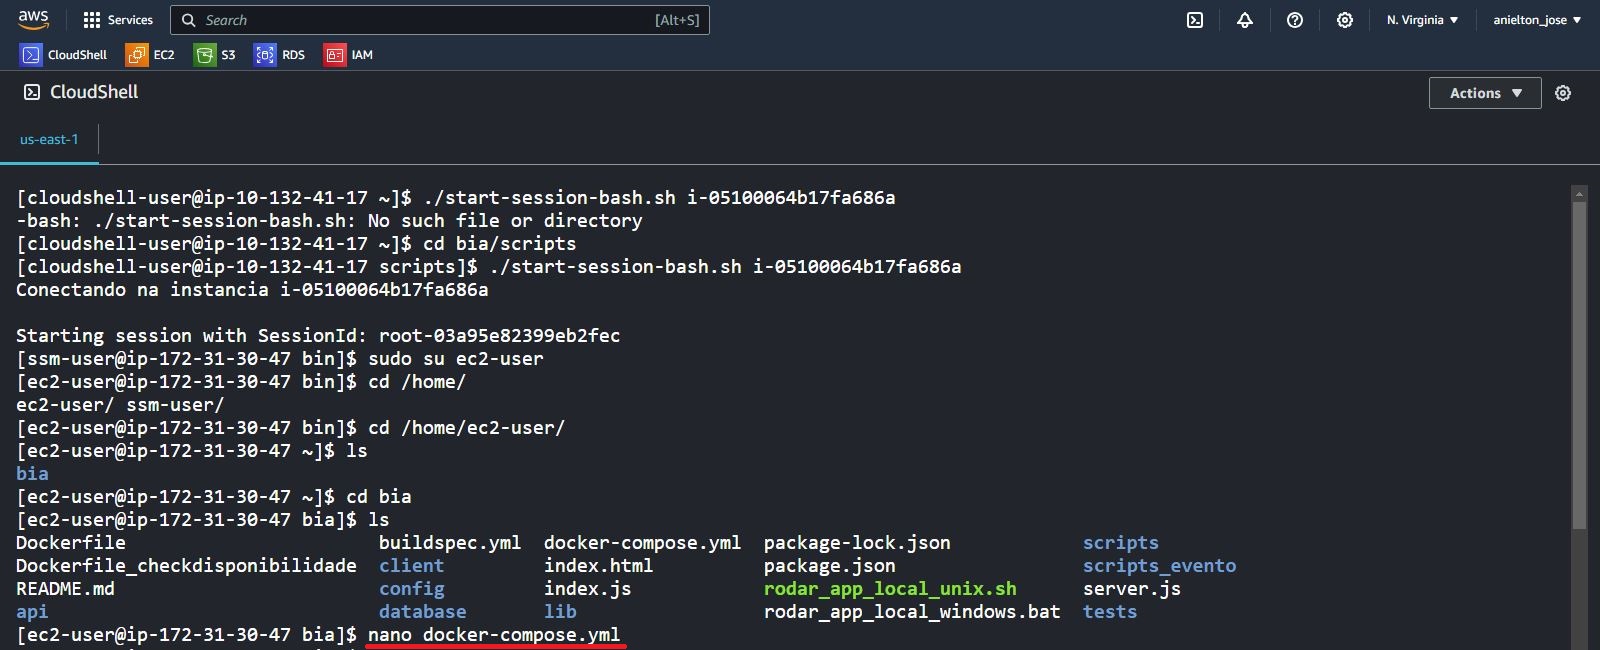 aws Services Search [Alt+S] N. Virginia ▼ anielton_jose ▼
CloudShell EC2 S3 RDS IAM
CloudShell Actions ▼
us-east-1
[cloudshell-user@ip-10-132-41-17 ~]$ ./start-session-bash.sh i-05100064b17fa686a
-bash: ./start-session-bash.sh: No such file or directory
[cloudshell-user@ip-10-132-41-17 ~]$ cd bia/scripts
[cloudshell-user@ip-10-132-41-17 scripts]$ ./start-session-bash.sh i-05100064b17fa686a
Conectando na instancia i-05100064b17fa686a
Starting session with SessionId: root-03a95e82399eb2fec
[ssm-user@ip-172-31-30-47 bin]$ sudo su ec2-user
[ec2-user@ip-172-31-30-47 bin]$ cd /home/
ec2-user/ ssm-user/
[ec2-user@ip-172-31-30-47 bin]$ cd /home/ec2-user/
[ec2-user@ip-172-31-30-47 ~]$ ls
bia
[ec2-user@ip-172-31-30-47 ~]$ cd bia
[ec2-user@ip-172-31-30-47 bia]$ ls
Dockerfile buildspec.yml docker-compose.yml package-lock.json scripts
Dockerfile_checkdisponibilidade client index.html package.json scripts_evento
README.md config index.js rodar_app_local_unix.sh server.js
api database lib rodar_app_local_windows.bat tests
[ec2-user@ip-172-31-30-47 bia]$ nano docker-compose.yml